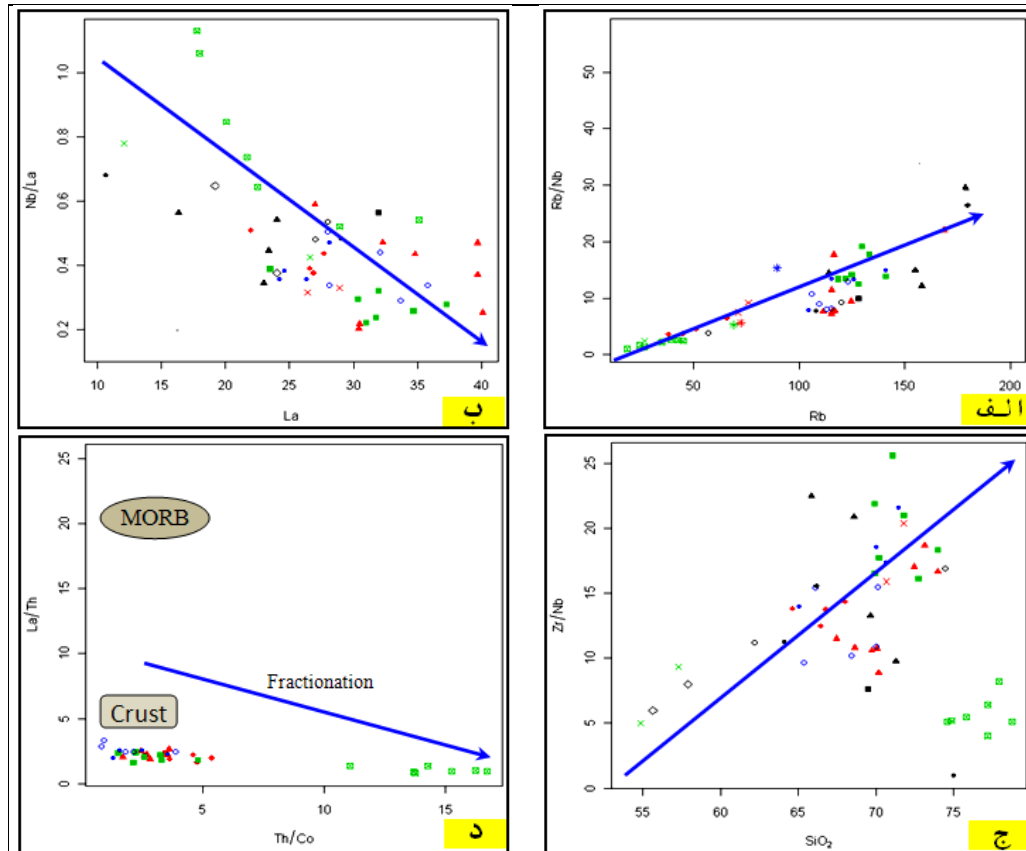 1.0
0.8
0.6
0.4
0.2
Nb/La
10 15 20 25 30 35 40
La
ب
50
40
30
20
10
0
Rb/Nb
50 100 150 200
Rb
الف
25
20
15
10
5
0
La/Th
MORB
Fractionation
Crust
5 10 15
Th/Co
د
25
20
15
10
5
0
Zr/Nb
55 60 65 70 75
SiO₂
ج